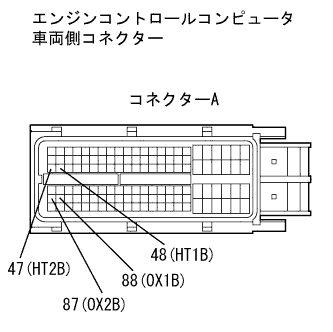 エンジンコントロールコンピュータ
車両側コネクター
コネクターA
48(HT1B)
47(HT2B)
88(OX1B)
87(OX2B)